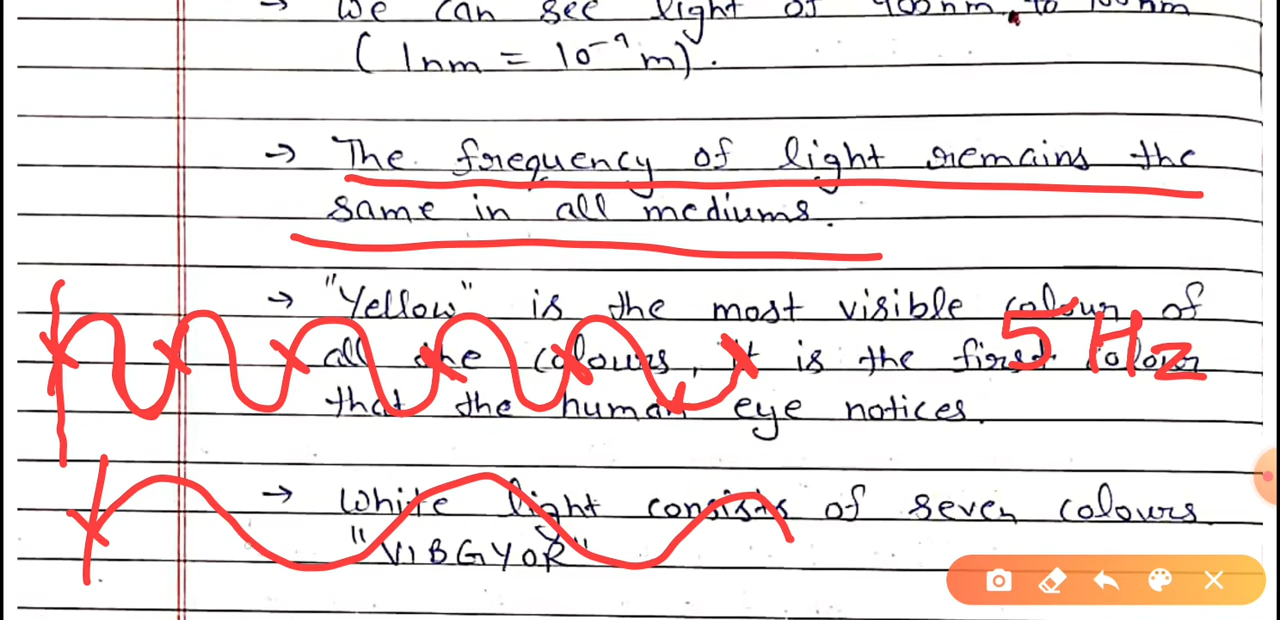 → We can see light of 400nm to 700nm
( 1nm = 10⁻⁹ m).
→ The frequency of light remains the
same in all mediums.
→ "Yellow" is the most visible colour of
all the colours, it is the first colour
5 Hz
that the human eye notices.
→ White light consists of seven colours
"VIBGYOR"